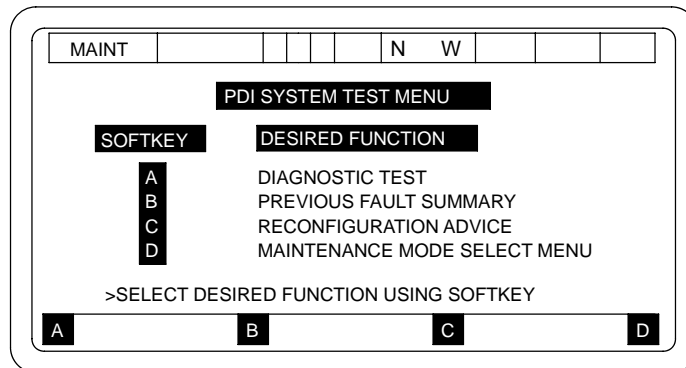 MAINT N W
PDI SYSTEM TEST MENU
SOFTKEY DESIRED FUNCTION
A DIAGNOSTIC TEST
B PREVIOUS FAULT SUMMARY
C RECONFIGURATION ADVICE
D MAINTENANCE MODE SELECT MENU
>SELECT DESIRED FUNCTION USING SOFTKEY
A B C D